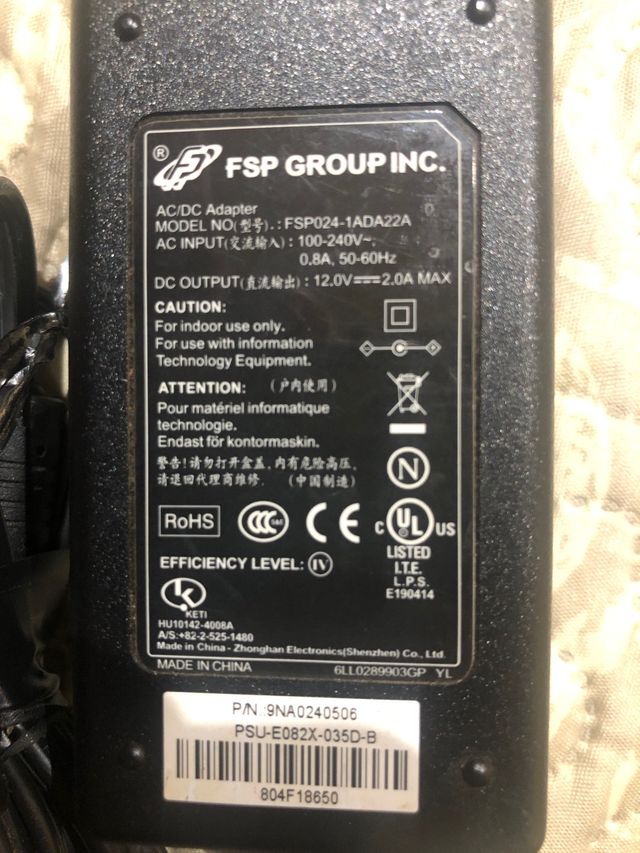 ® FSP GROUP INC.
AC/DC Adapter
MODEL NO(型号).: FSP024-1ADA22A
AC INPUT(交流输入) : 100-240V~,
0.8A, 50-60Hz
DC OUTPUT(直流输出) : 12.0V⎓2.0A MAX
CAUTION:
For indoor use only.
For use with information
Technology Equipment.
ATTENTION: (户内使用)
Pour matériel informatique
technologie.
Endast för kontormaskin.
警告!请勿打开盒盖, 内有危险高压,
请退回代理商维修. (中国制造)
N
RoHS CCC S&E CE c UL US
LISTED
I.T.E.
L.P.S.
E190414
EFFICIENCY LEVEL: IV
K
KETI
HU10142-4008A
A/S:+82-2-525-1480
Made in China - Zhonghan Electronics(Shenzhen) Co., Ltd.
MADE IN CHINA 6LL0289903GP YL
P/N :9NA0240506
PSU-E082X-035D-B
804F18650